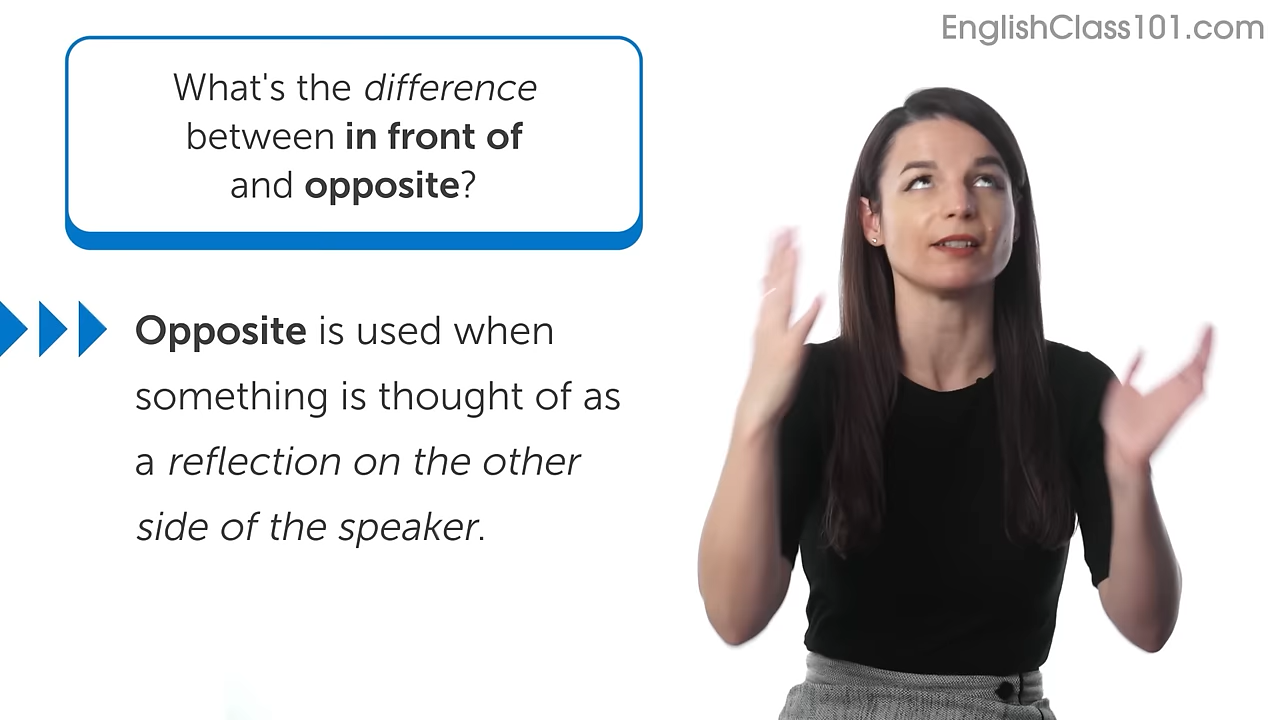 EnglishClass101.com
What's the difference
between in front of
and opposite?
Opposite is used when
something is thought of as
a reflection on the other
side of the speaker.